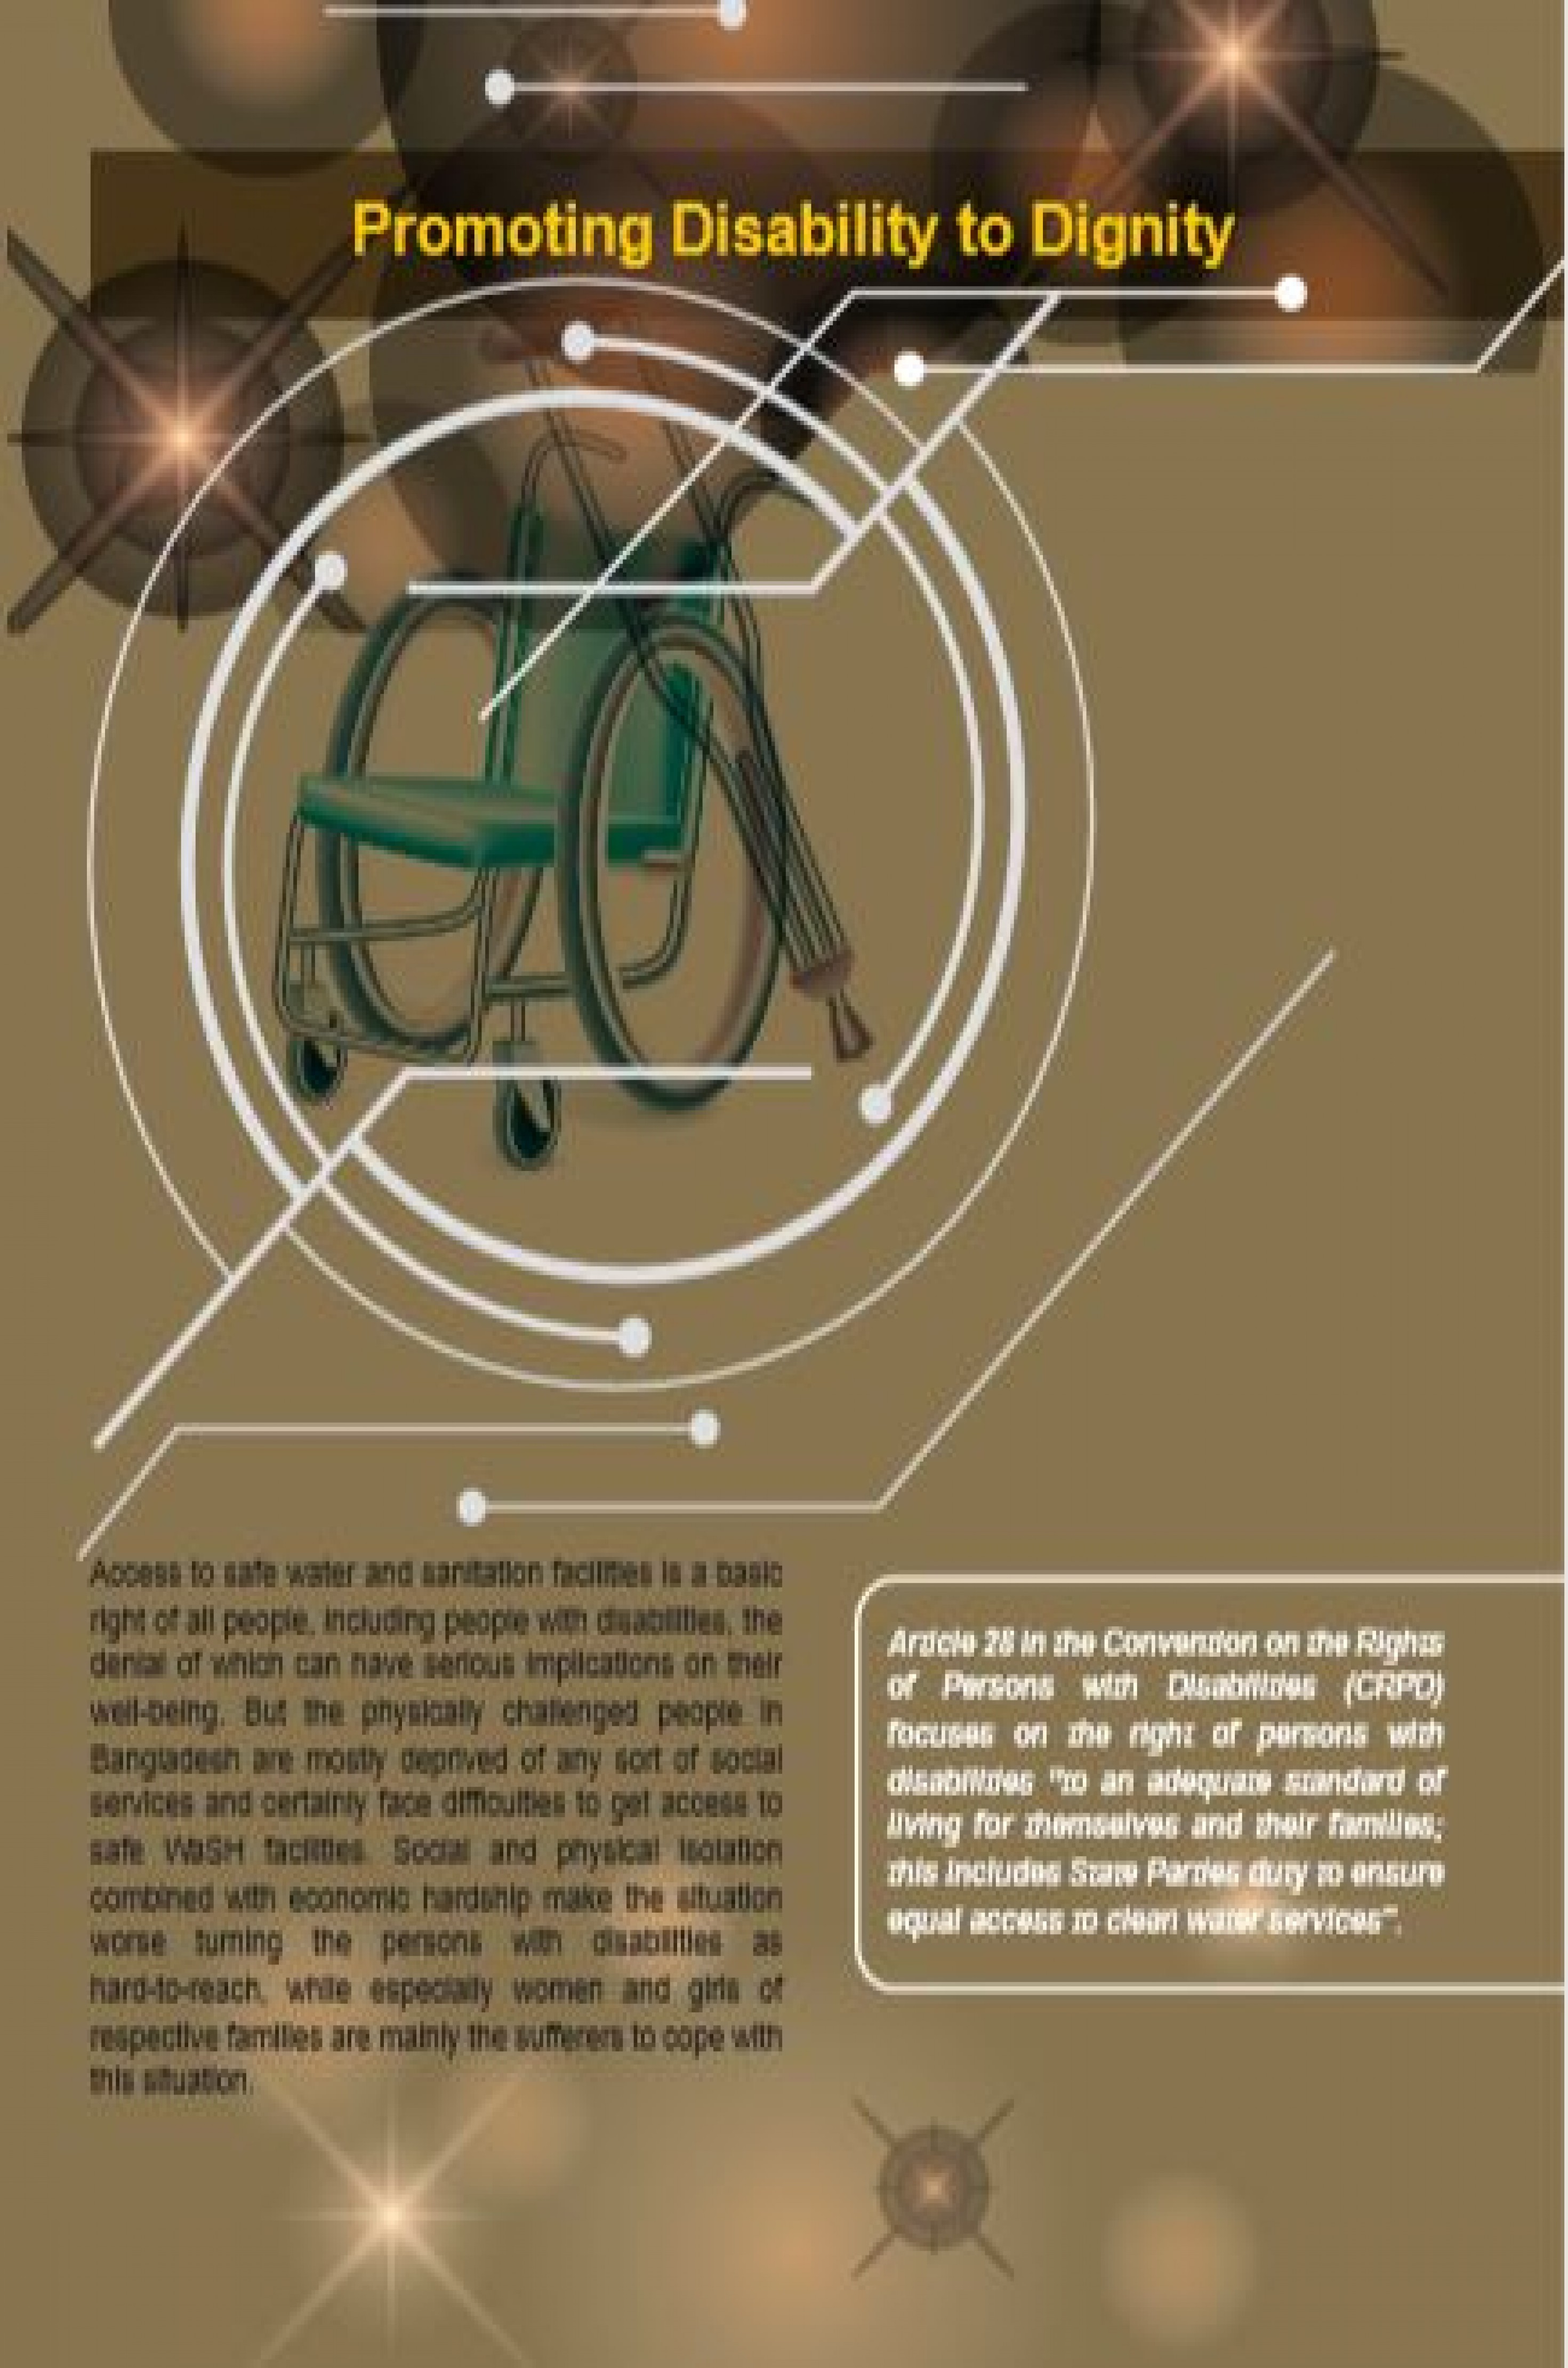 Promoting Disability to Dignity
Access to safe water and sanitation facilities is a basic
right of all people, including people with disabilities, the
denial of which can have serious implications on their
well-being. But the physically challenged people in
Bangladesh are mostly deprived of any sort of social
services and certainly face difficulties to get access to
safe WaSH facilities. Social and physical isolation
combined with economic hardship make the situation
worse turning the persons with disabilities as
hard-to-reach, while especially women and girls of
respective families are mainly the sufferers to cope with
this situation.
Article 28 in the Convention on the Rights
of Persons with Disabilities (CRPD)
focuses on the right of persons with
disabilities "to an adequate standard of
living for themselves and their families;
this includes State Parties duty to ensure
equal access to clean water services".